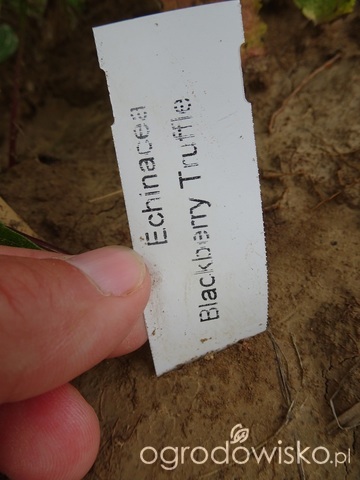 Echinacea
Blackberry Truffle
ogrodowisko.pl